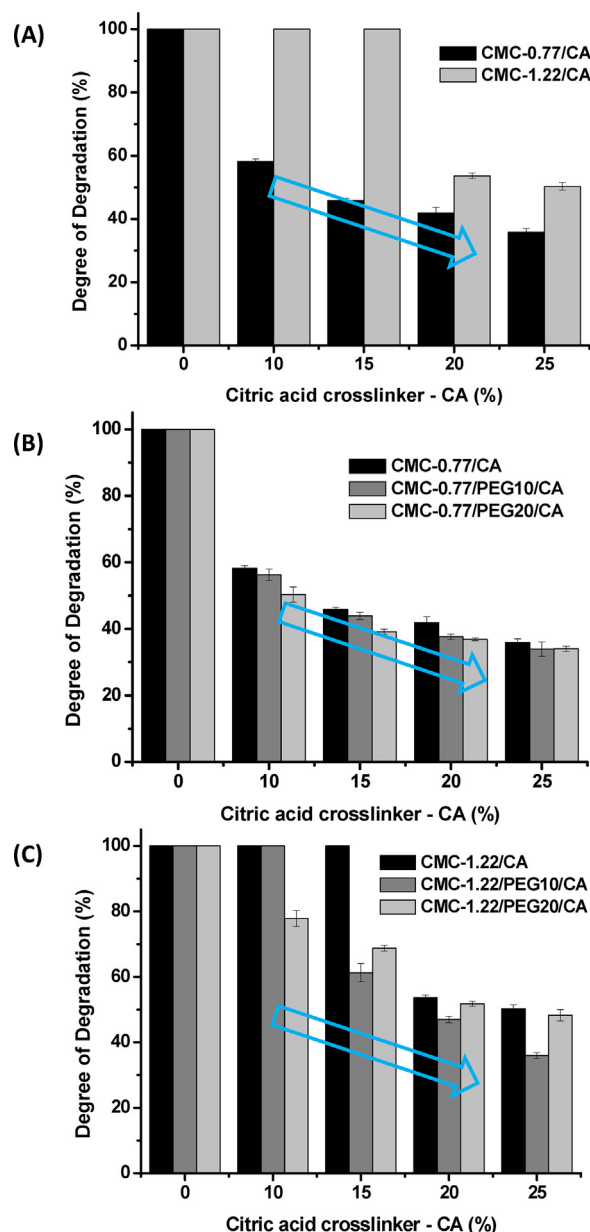 (A)
100
80
60
40
20
0
Degree of Degradation (%)
CMC-0.77/CA
CMC-1.22/CA
0 10 15 20 25
Citric acid crosslinker - CA (%)
(B)
100
80
60
40
20
0
Degree of Degradation (%)
CMC-0.77/CA
CMC-0.77/PEG10/CA
CMC-0.77/PEG20/CA
0 10 15 20 25
Citric acid crosslinker - CA (%)
(C)
100
80
60
40
20
0
Degree of Degradation (%)
CMC-1.22/CA
CMC-1.22/PEG10/CA
CMC-1.22/PEG20/CA
0 10 15 20 25
Citric acid crosslinker - CA (%)